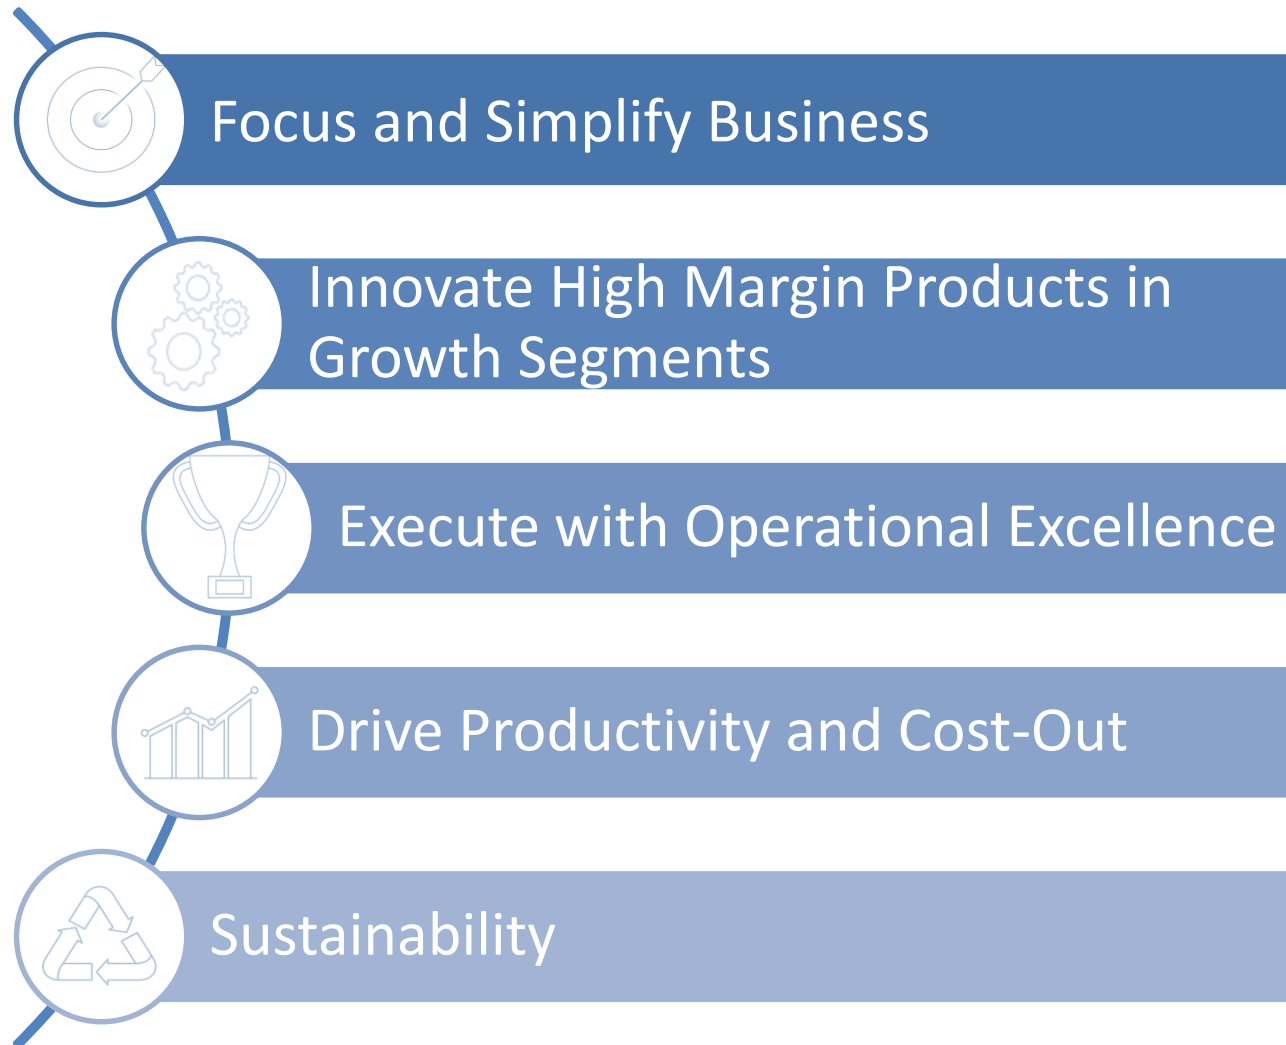 Focus and Simplify Business
Innovate High Margin Products in
Growth Segments
Execute with Operational Excellence
Drive Productivity and Cost-Out
Sustainability